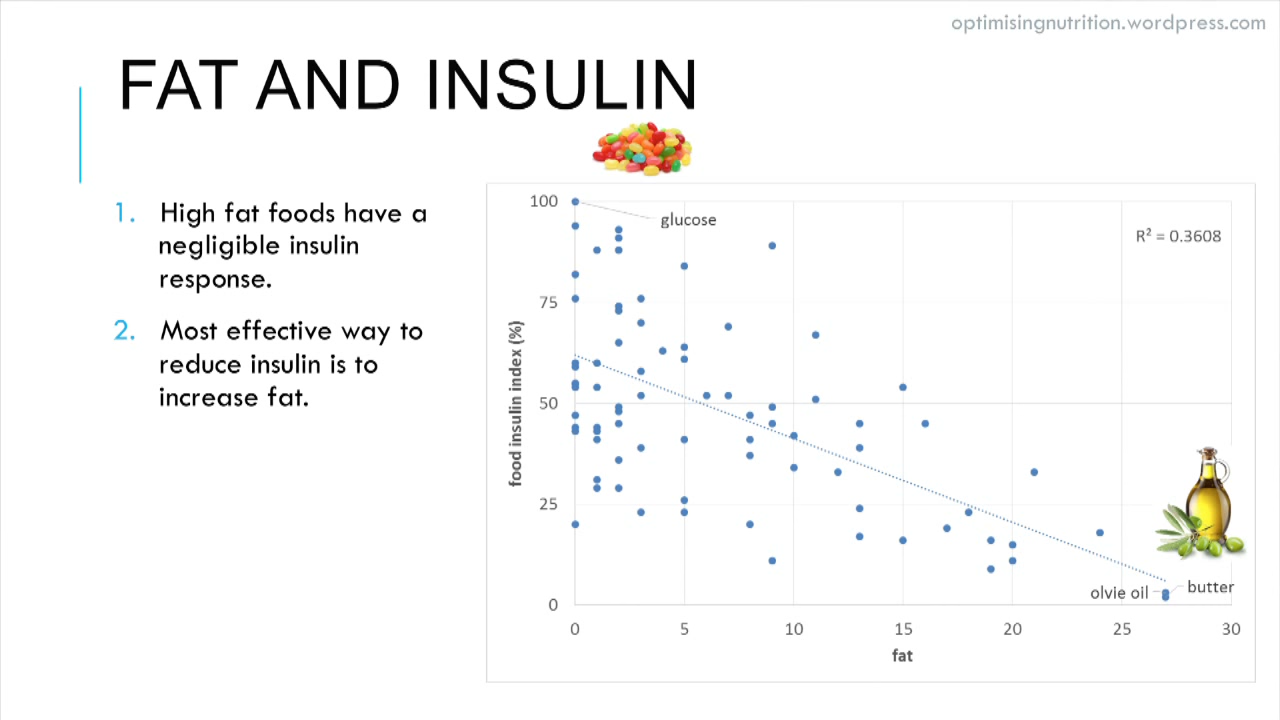 optimisingnutrition.wordpress.com
FAT AND INSULIN
1. High fat foods have a
negligible insulin
response.
2. Most effective way to
reduce insulin is to
increase fat.
100
75
50
25
0
food insulin index (%)
glucose
R² = 0.3608
olvie oil
butter
0 5 10 15 20 25 30
fat